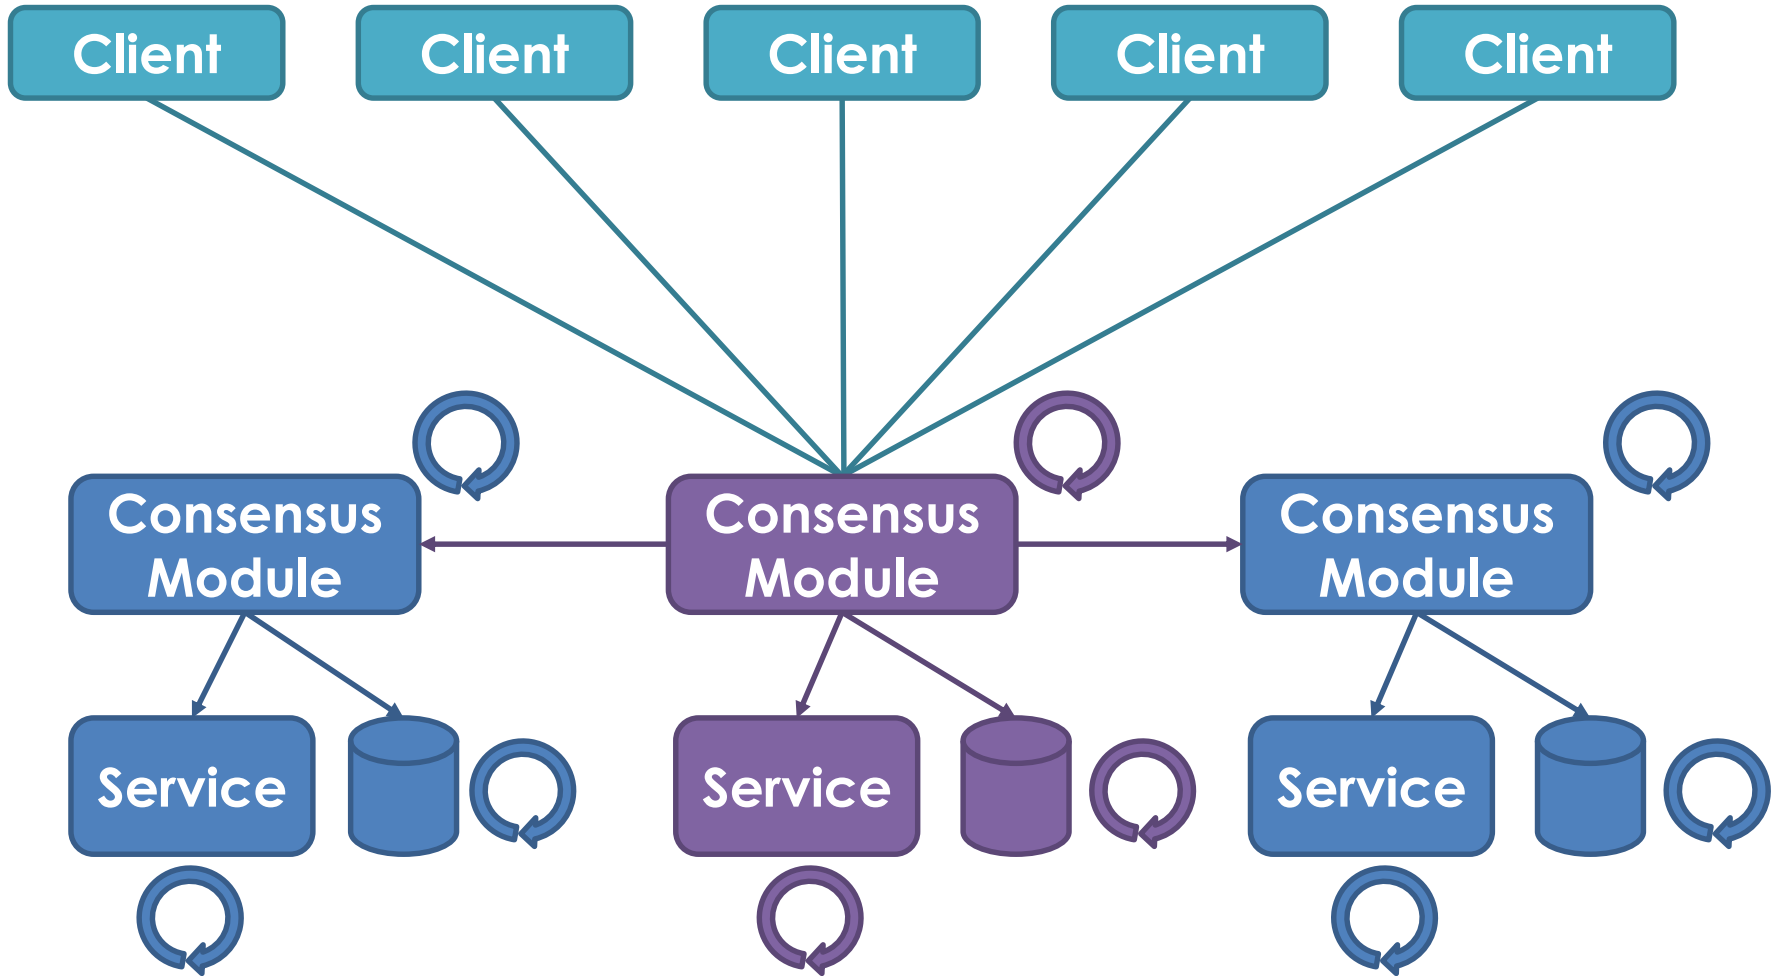 Client
Client
Client
Client
Client
Consensus
Module
Consensus
Module
Consensus
Module
Service
Service
Service